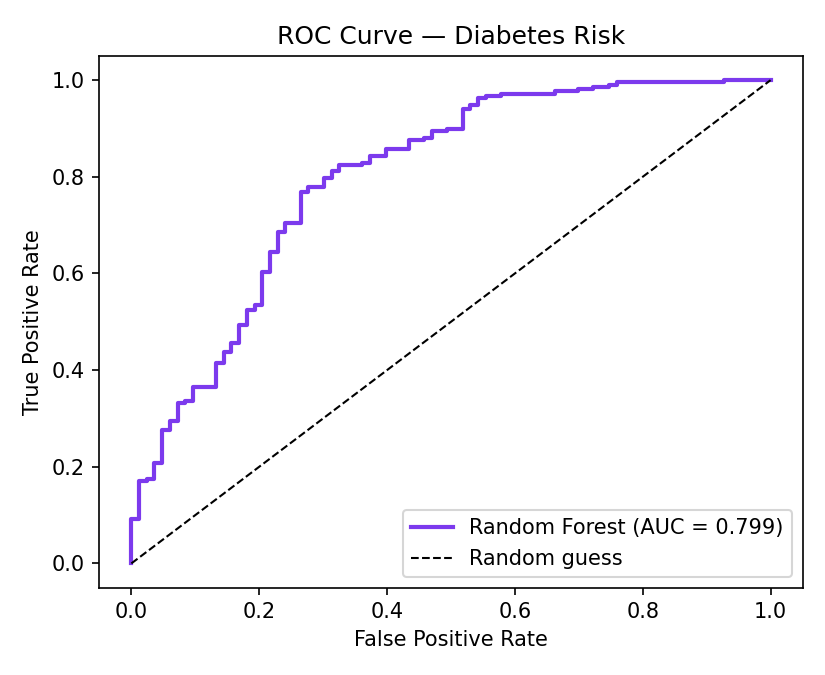 ROC Curve — Diabetes Risk
True Positive Rate
1.0
0.8
0.6
0.4
0.2
0.0
Random Forest (AUC = 0.799)
Random guess
0.0 0.2 0.4 0.6 0.8 1.0
False Positive Rate